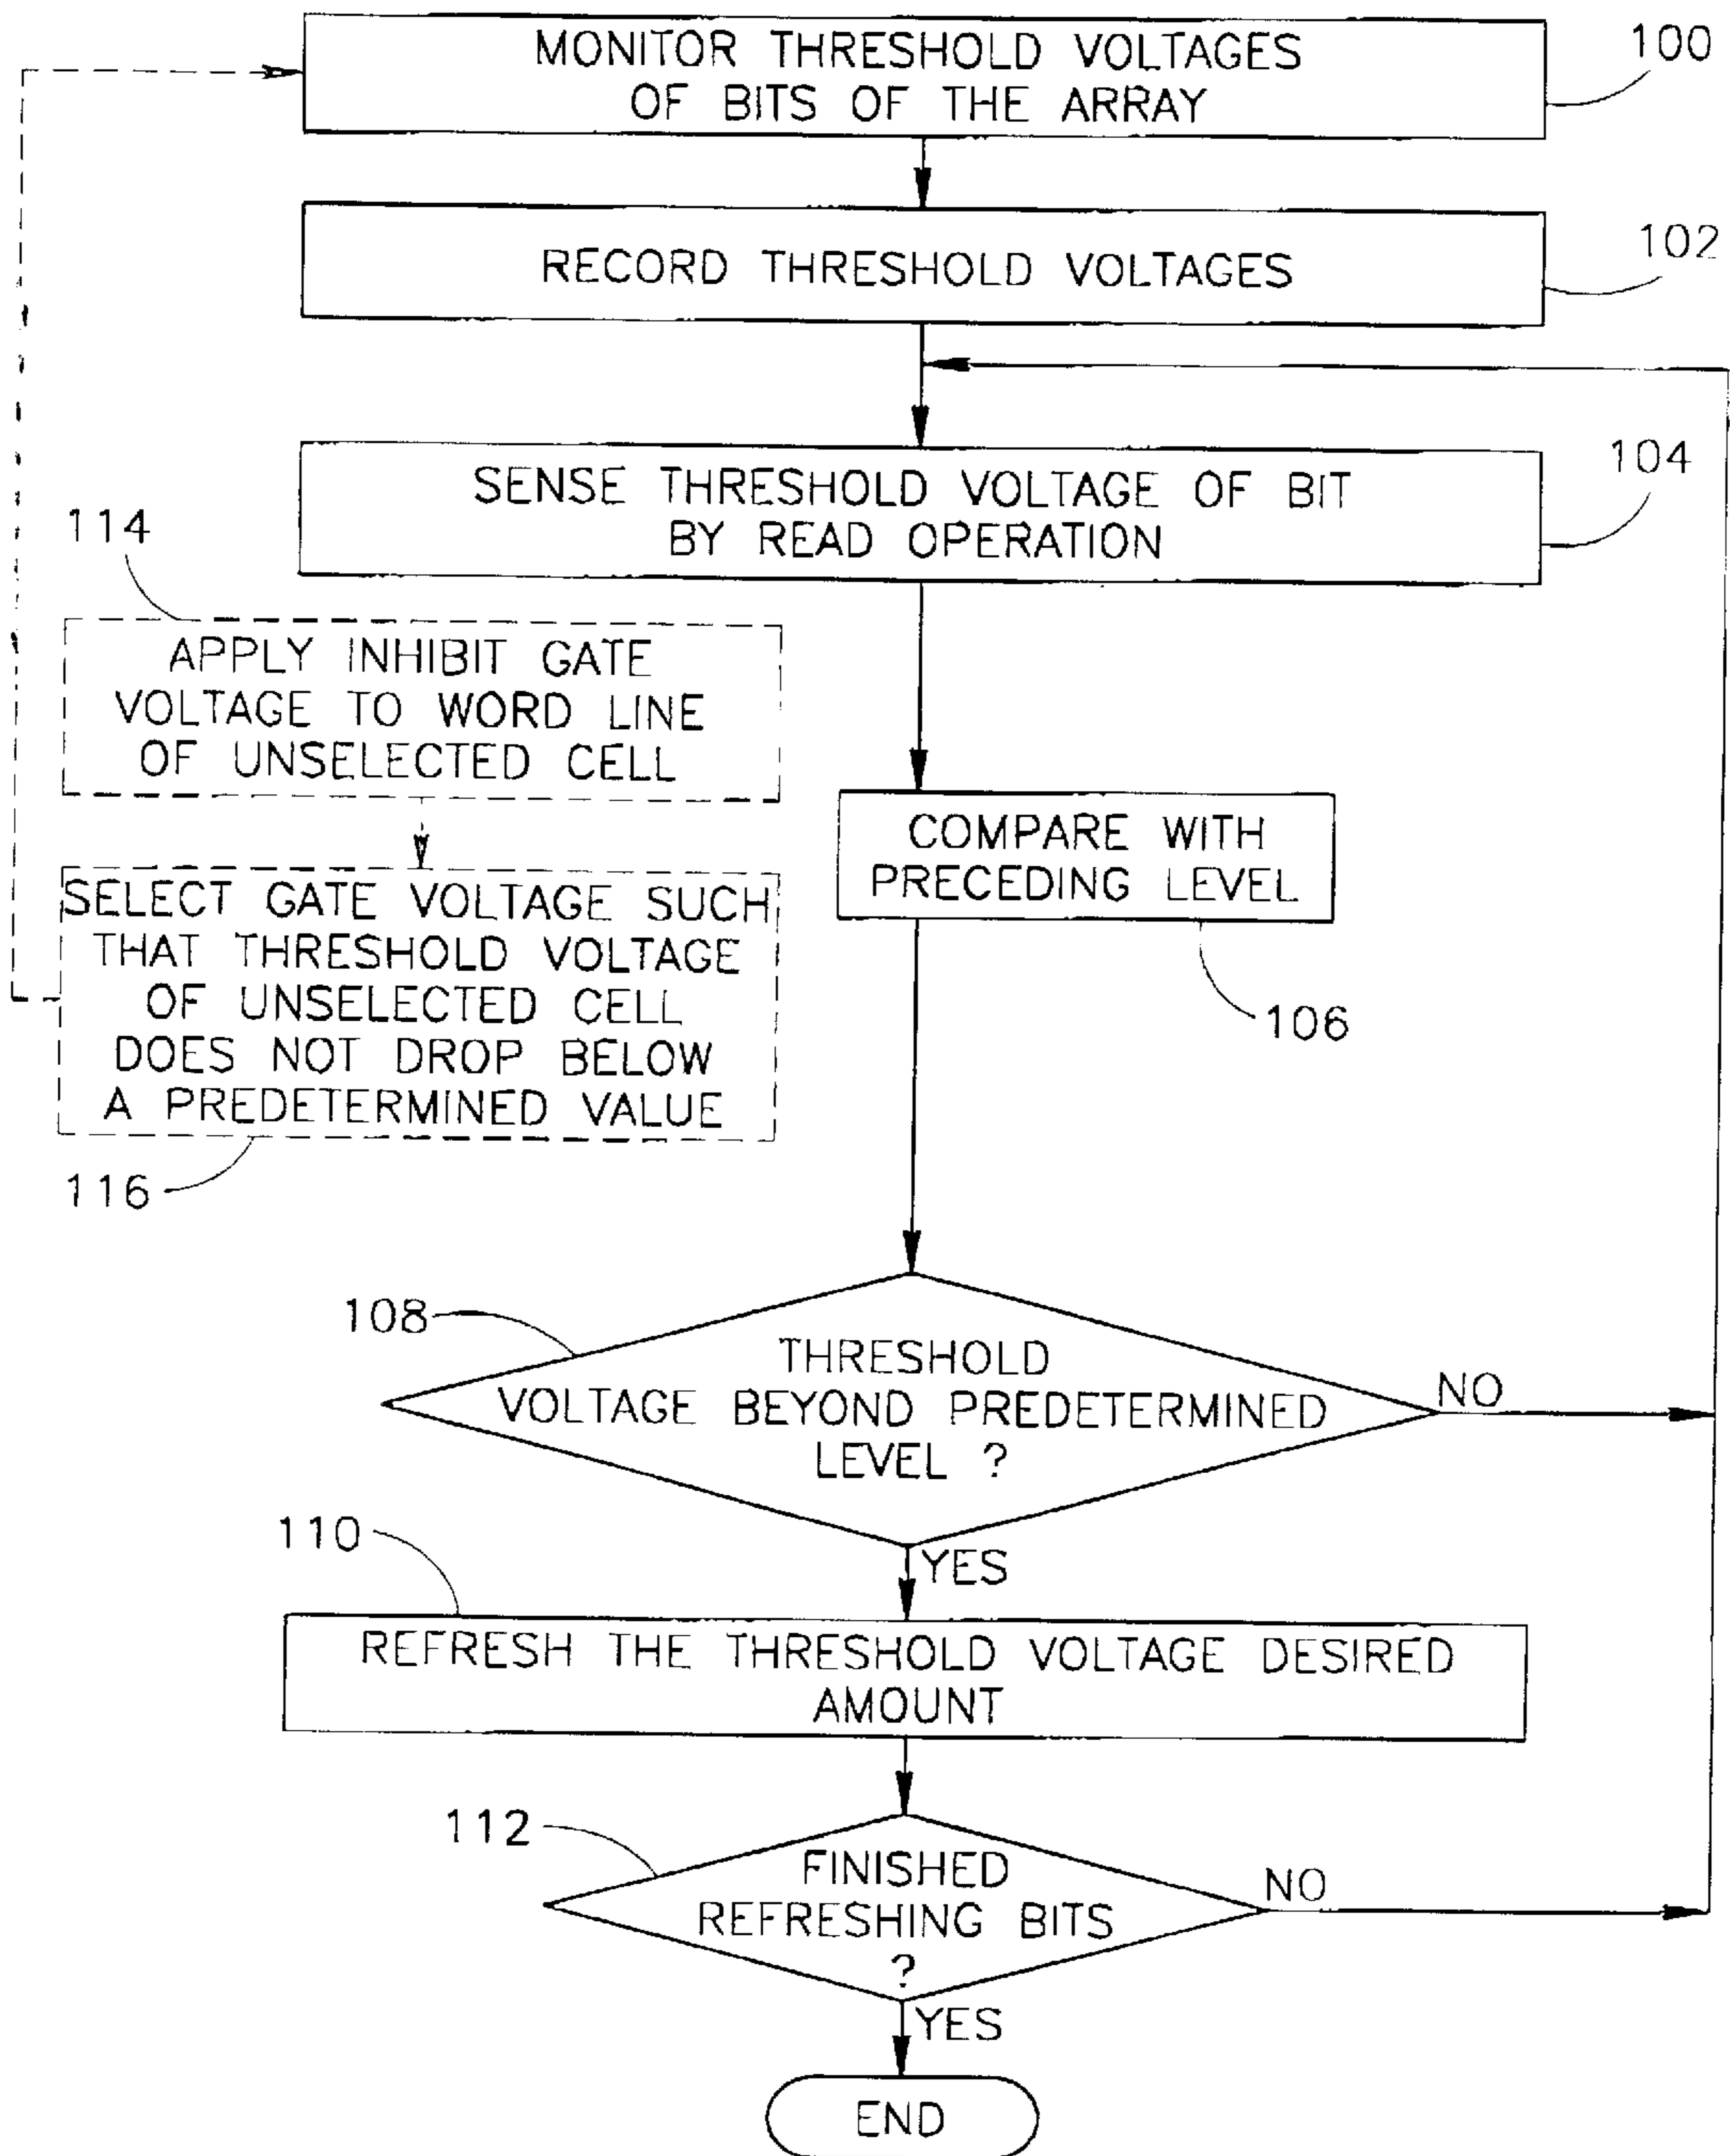 MONITOR THRESHOLD VOLTAGES
OF BITS OF THE ARRAY
100
RECORD THRESHOLD VOLTAGES
102
SENSE THRESHOLD VOLTAGE OF BIT
BY READ OPERATION
104
114
APPLY INHIBIT GATE
VOLTAGE TO WORD LINE
OF UNSELECTED CELL
COMPARE WITH
PRECEDING LEVEL
106
SELECT GATE VOLTAGE SUCH
THAT THRESHOLD VOLTAGE
OF UNSELECTED CELL
DOES NOT DROP BELOW
A PREDETERMINED VALUE
116
108
THRESHOLD
VOLTAGE BEYOND PREDETERMINED
LEVEL ?
NO
YES
110
REFRESH THE THRESHOLD VOLTAGE DESIRED
AMOUNT
112
FINISHED
REFRESHING BITS
?
NO
YES
END